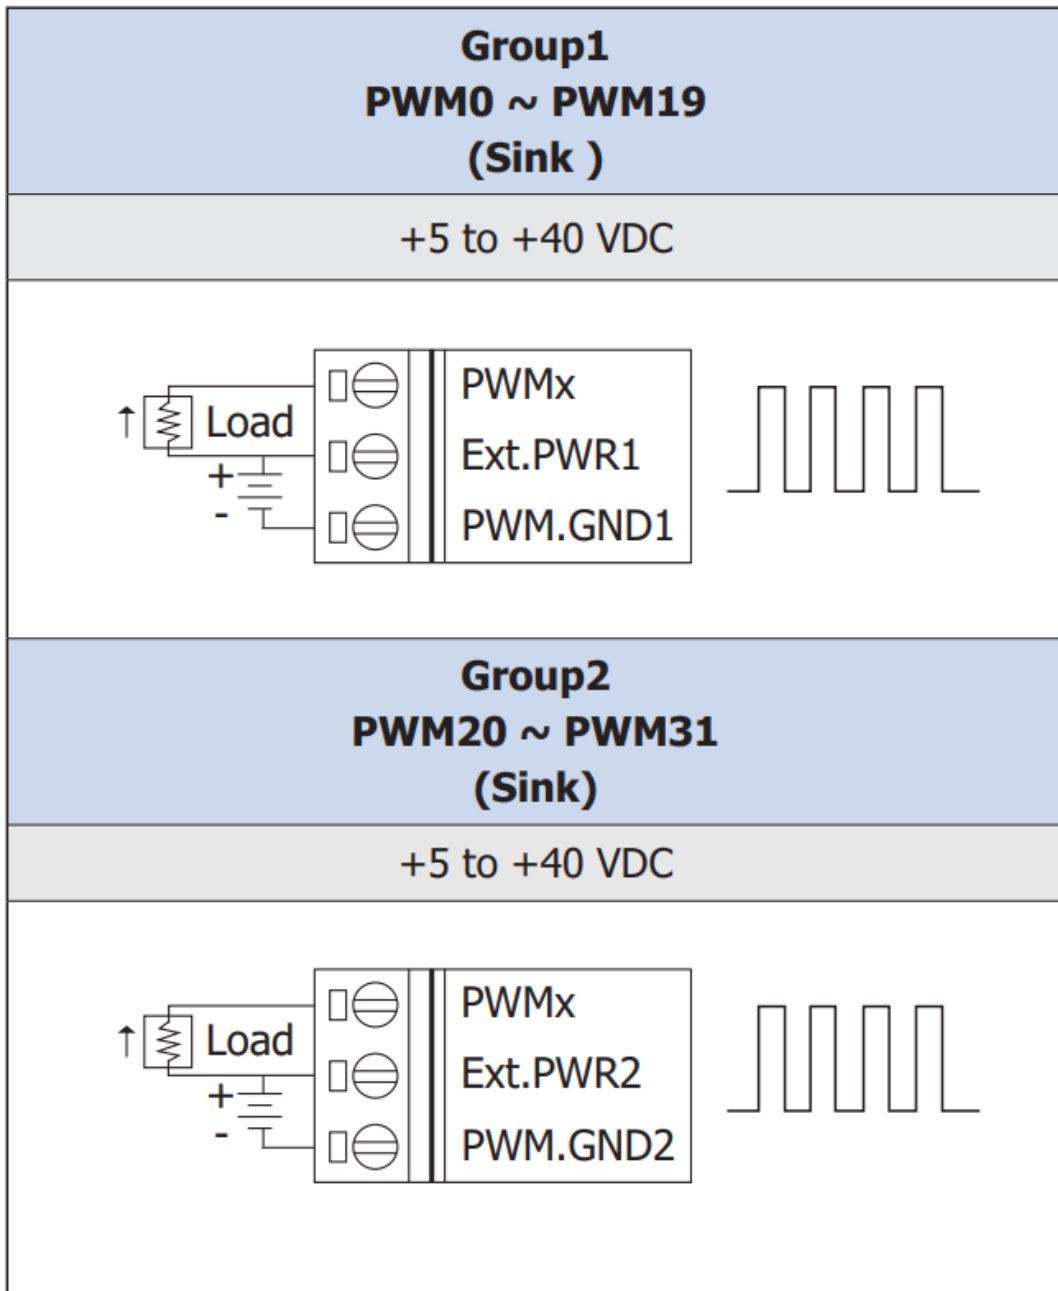 Group1
PWM0 ~ PWM19
(Sink )
+5 to +40 VDC
PWMx
Load
Ext.PWR1
+
-
PWM.GND1
Group2
PWM20 ~ PWM31
(Sink)
+5 to +40 VDC
PWMx
Load
Ext.PWR2
+
-
PWM.GND2